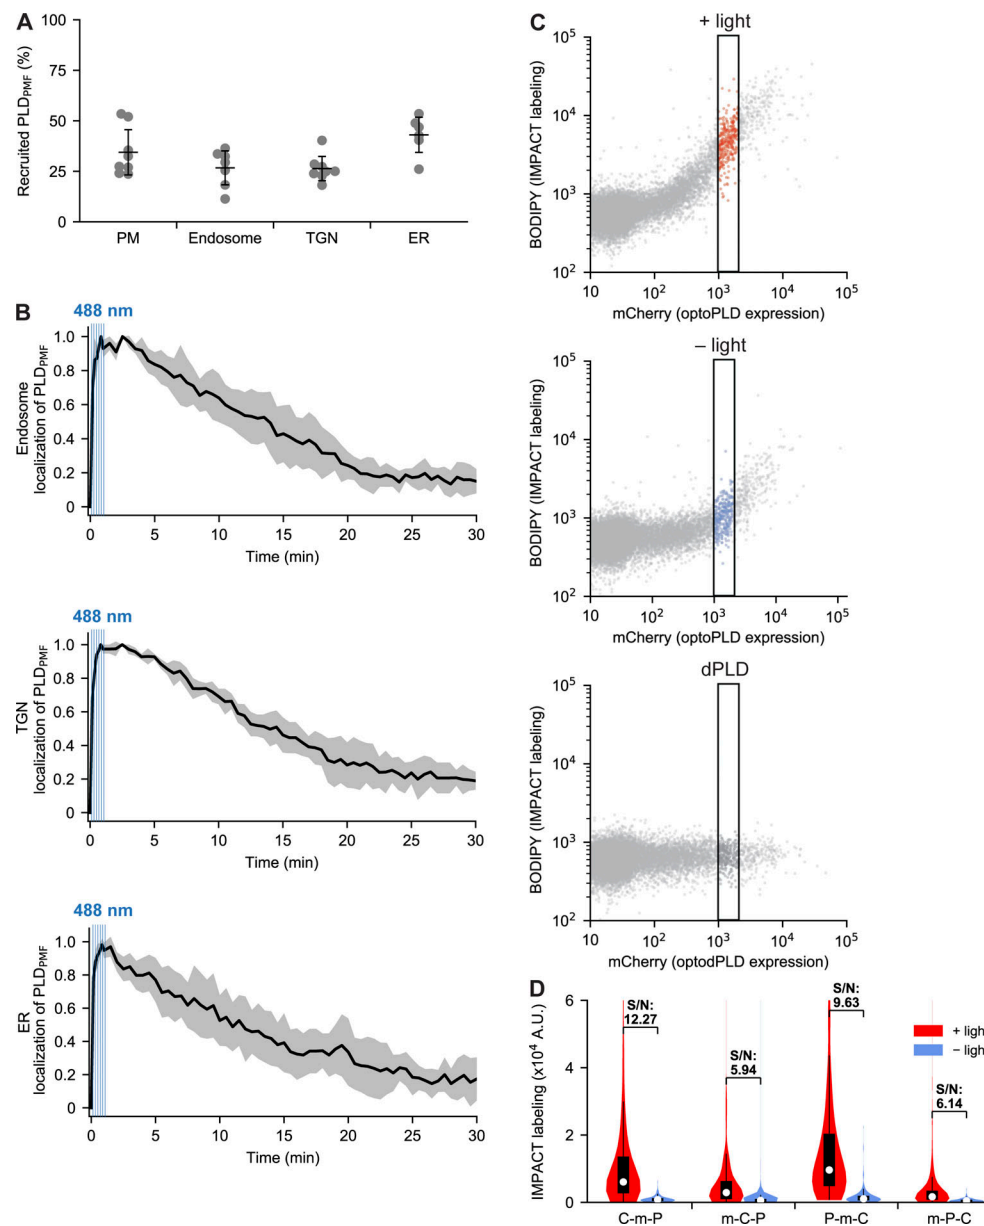 A
100
75
50
25
0
Recruited PLDPMF (%)
PM
Endosome
TGN
ER
B
488 nm
1.0
0.8
0.6
0.4
0.2
0
Endosome
localization of PLDPMF
0
5
10
15
20
25
30
Time (min)
488 nm
1.0
0.8
0.6
0.4
0.2
0
TGN
localization of PLDPMF
0
5
10
15
20
25
30
Time (min)
488 nm
1.0
0.8
0.6
0.4
0.2
0
ER
localization of PLDPMF
0
5
10
15
20
25
30
Time (min)
C
+ light
10⁵
10⁴
10³
10²
BODIPY (IMPACT labeling)
10
10²
10³
10⁴
10⁵
mCherry (optoPLD expression)
– light
10⁵
10⁴
10³
10²
BODIPY (IMPACT labeling)
10
10²
10³
10⁴
10⁵
mCherry (optoPLD expression)
dPLD
10⁵
10⁴
10³
10²
BODIPY (IMPACT labeling)
10
10²
10³
10⁴
10⁵
mCherry (optodPLD expression)
D
6
4
2
0
IMPACT labeling (x10⁴ A.U.)
S/N:
12.27
S/N:
5.94
S/N:
9.63
S/N:
6.14
+ ligh
– ligh
C-m-P
m-C-P
P-m-C
m-P-C